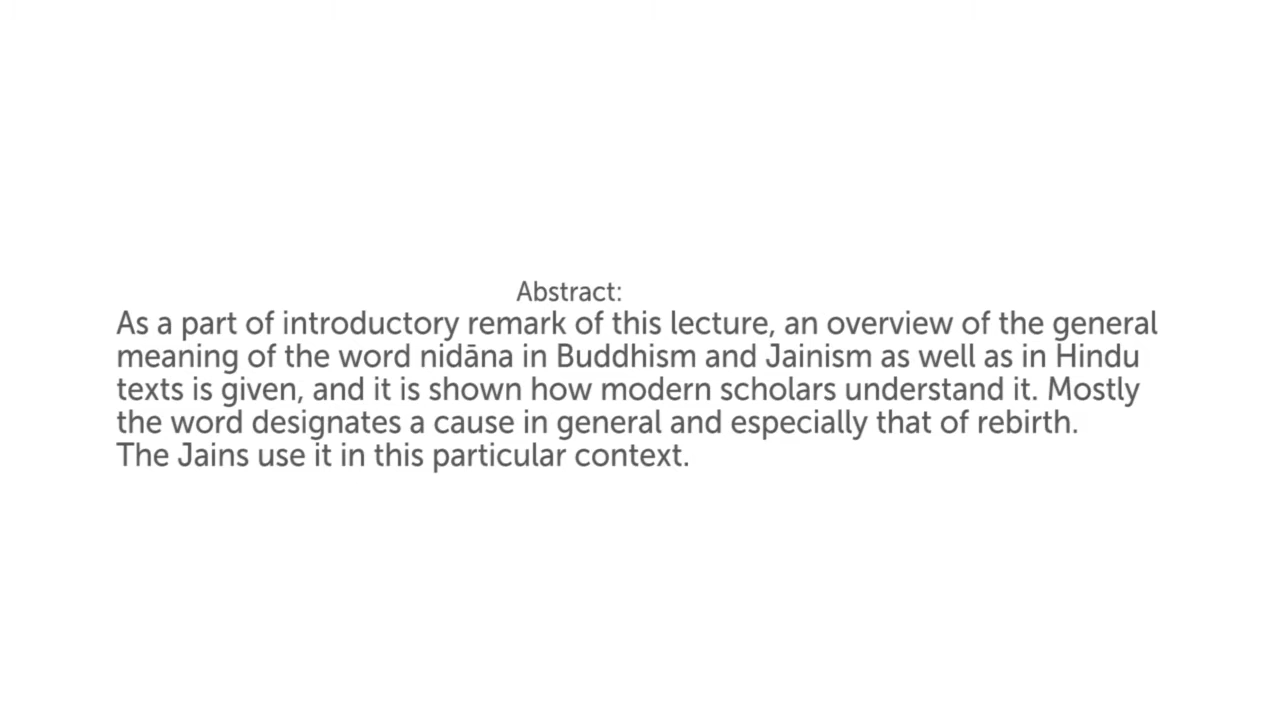 Abstract:
As a part of introductory remark of this lecture, an overview of the general
meaning of the word nidāna in Buddhism and Jainism as well as in Hindu
texts is given, and it is shown how modern scholars understand it. Mostly
the word designates a cause in general and especially that of rebirth.
The Jains use it in this particular context.